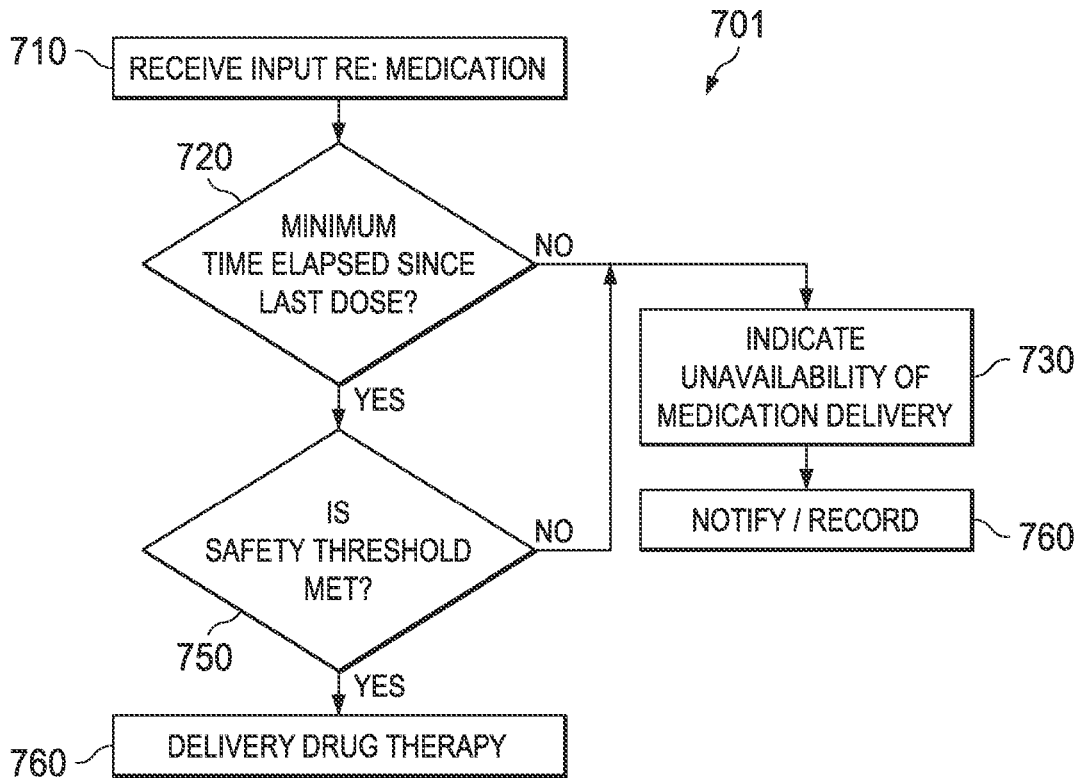 701
710
RECEIVE INPUT RE: MEDICATION
720
MINIMUM
TIME ELAPSED SINCE
LAST DOSE?
NO
YES
INDICATE
UNAVAILABILITY OF
MEDICATION DELIVERY
730
NOTIFY / RECORD
760
IS
SAFETY THRESHOLD
MET?
NO
750
YES
760
DELIVERY DRUG THERAPY